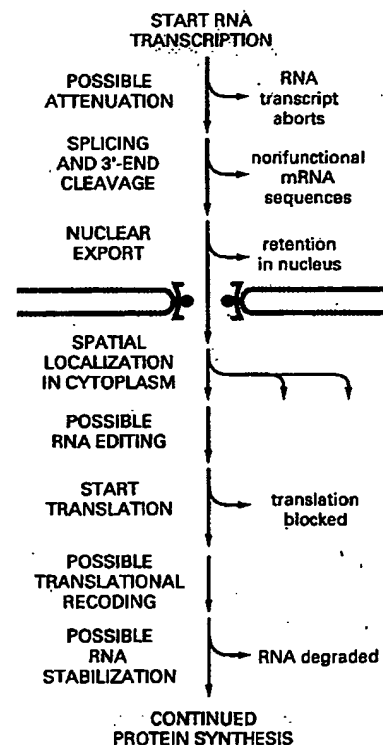 START RNA
TRANSCRIPTION
POSSIBLE
ATTENUATION
RNA
transcript
aborts
SPLICING
AND 3'-END
CLEAVAGE
nonfunctional
mRNA
sequences
NUCLEAR
EXPORT
retention
in nucleus
SPATIAL
LOCALIZATION
IN CYTOPLASM
POSSIBLE
RNA EDITING
START
TRANSLATION
translation
blocked
POSSIBLE
TRANSLATIONAL
RECODING
POSSIBLE
RNA
STABILIZATION
RNA degraded
CONTINUED
PROTEIN SYNTHESIS